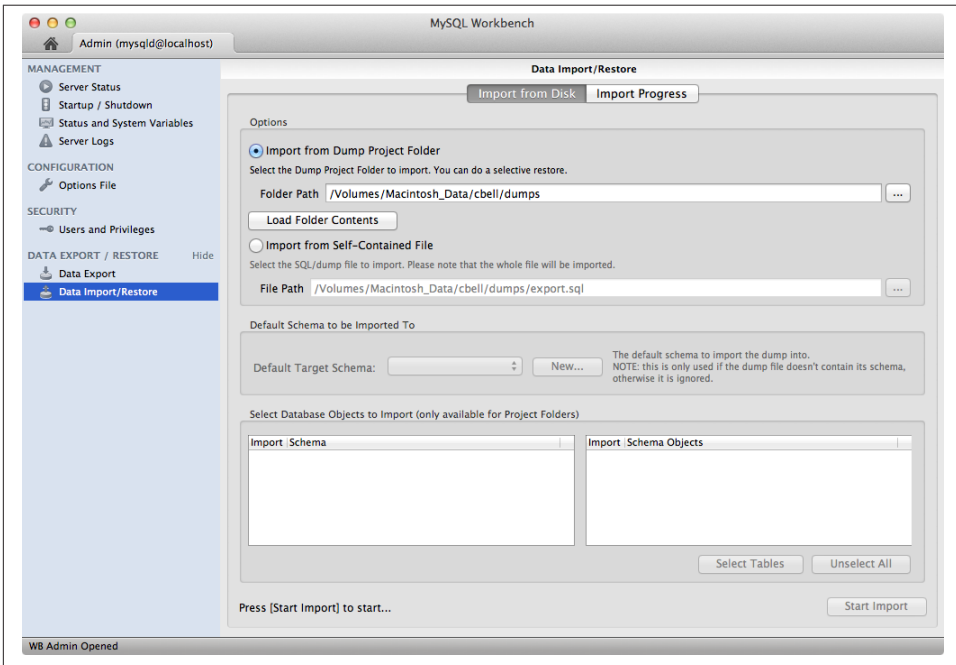 MySQL Workbench
Admin (mysqld@localhost)
MANAGEMENT
Server Status
Startup / Shutdown
Status and System Variables
Server Logs
CONFIGURATION
Options File
SECURITY
Users and Privileges
DATA EXPORT / RESTORE Hide
Data Export
Data Import/Restore
Data Import/Restore
Import from Disk Import Progress
Options
Import from Dump Project Folder
Select the Dump Project Folder to import. You can do a selective restore.
Folder Path /Volumes/Macintosh_Data/cbell/dumps ...
Load Folder Contents
Import from Self-Contained File
Select the SQL/dump file to import. Please note that the whole file will be imported.
File Path /Volumes/Macintosh_Data/cbell/dumps/export.sql ...
Default Schema to be Imported To
Default Target Schema: New...
The default schema to import the dump into.
NOTE: this is only used if the dump file doesn't contain its schema,
otherwise it is ignored.
Select Database Objects to Import (only available for Project Folders)
Import Schema
Import Schema Objects
Select Tables Unselect All
Press [Start Import] to start... Start Import
WB Admin Opened